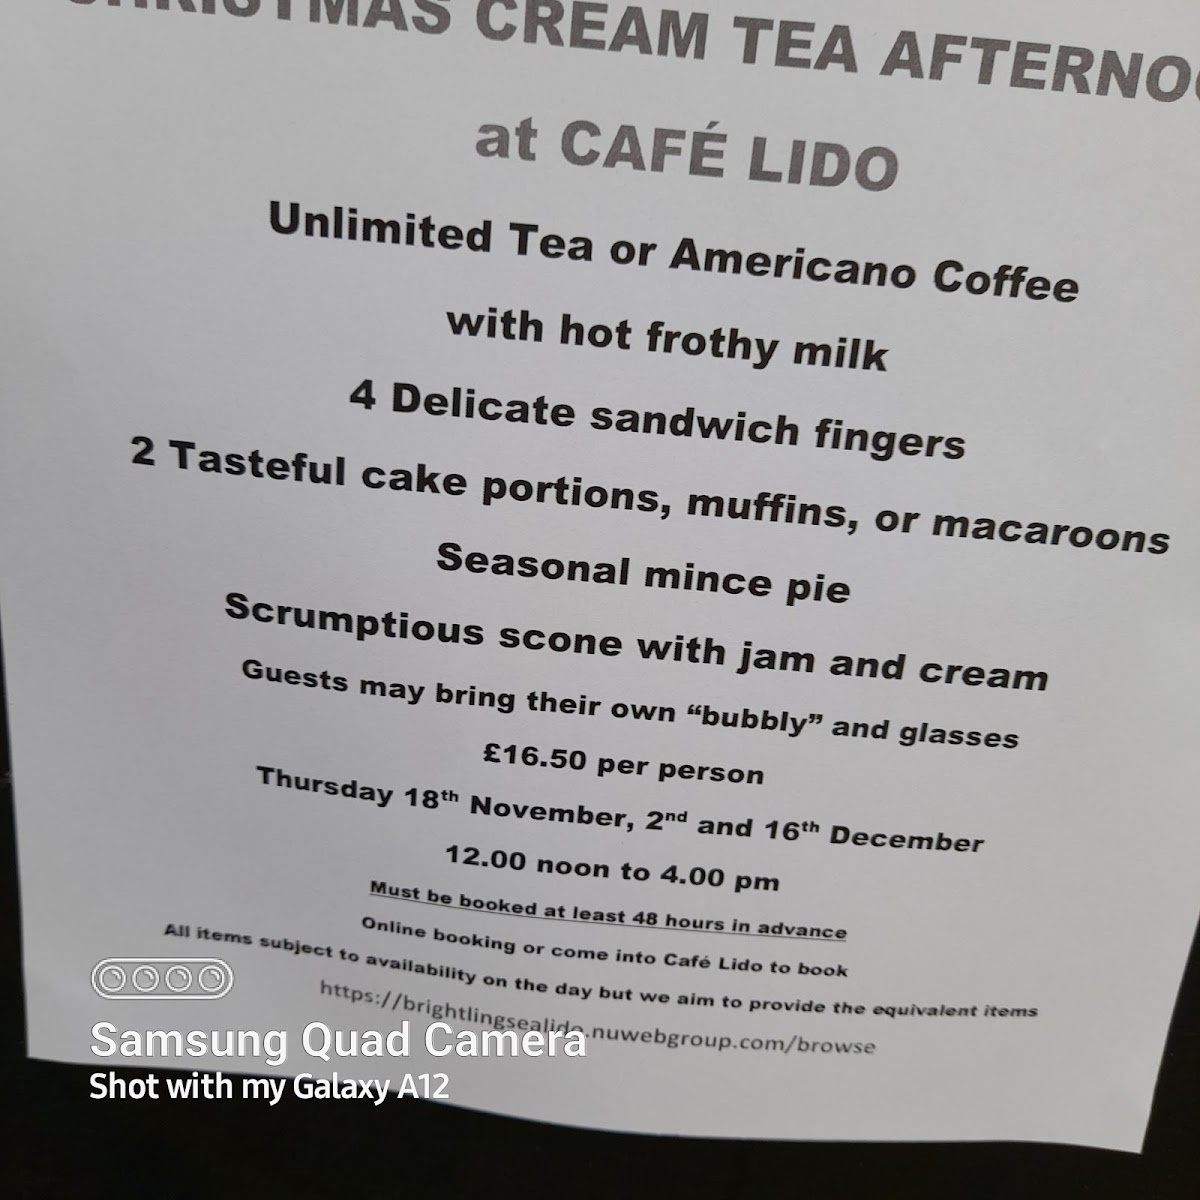 CHRISTMAS CREAM TEA AFTERNOO
at CAFÉ LIDO
Unlimited Tea or Americano Coffee
with hot frothy milk
4 Delicate sandwich fingers
2 Tasteful cake portions, muffins, or macaroons
Seasonal mince pie
Scrumptious scone with jam and cream
Guests may bring their own “bubbly” and glasses
£16.50 per person
Thursday 18th November, 2nd and 16th December
12.00 noon to 4.00 pm
Must be booked at least 48 hours in advance
Online booking or come into Café Lido to book
All items subject to availability on the day but we aim to provide the equivalent items
https://brightlingsealido.nuwebgroup.com/browse
Samsung Quad Camera
Shot with my Galaxy A12